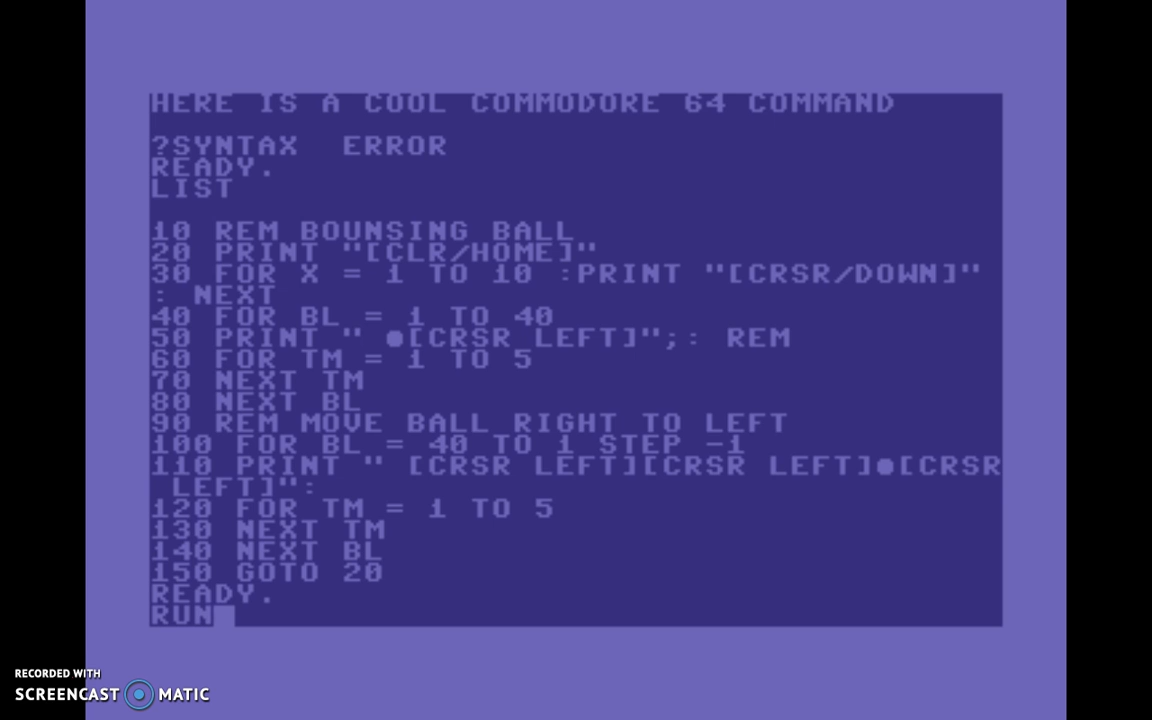 HERE IS A COOL COMMODORE 64 COMMAND
?SYNTAX  ERROR
READY.
LIST
10 REM BOUNSING BALL
20 PRINT "[CLR/HOME]"
30 FOR X = 1 TO 10 :PRINT "[CRSR/DOWN]"
: NEXT
40 FOR BL = 1 TO 40
50 PRINT " ●[CRSR LEFT]";: REM
60 FOR TM = 1 TO 5
70 NEXT TM
80 NEXT BL
90 REM MOVE BALL RIGHT TO LEFT
100 FOR BL = 40 TO 1 STEP -1
110 PRINT " [CRSR LEFT][CRSR LEFT]●[CRSR
LEFT]":
120 FOR TM = 1 TO 5
130 NEXT TM
140 NEXT BL
150 GOTO 20
READY.
RUN
RECORDED WITH
SCREENCAST MATIC